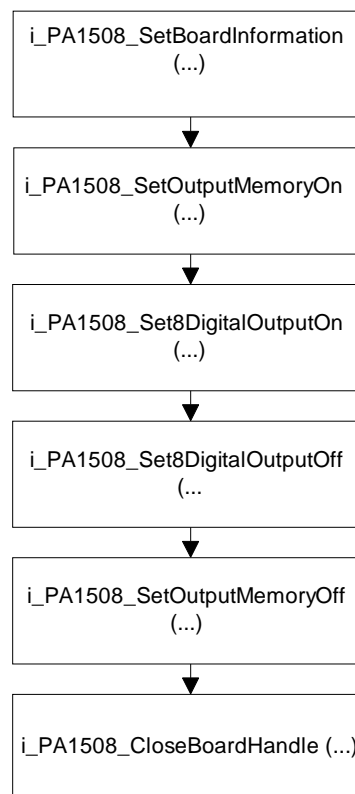 i_PA1508_SetBoardInformation
(...)
i_PA1508_SetOutputMemoryOn
(...)
i_PA1508_Set8DigitalOutputOn
(...)
i_PA1508_Set8DigitalOutputOff
(...
i_PA1508_SetOutputMemoryOff
(...)
i_PA1508_CloseBoardHandle (...)